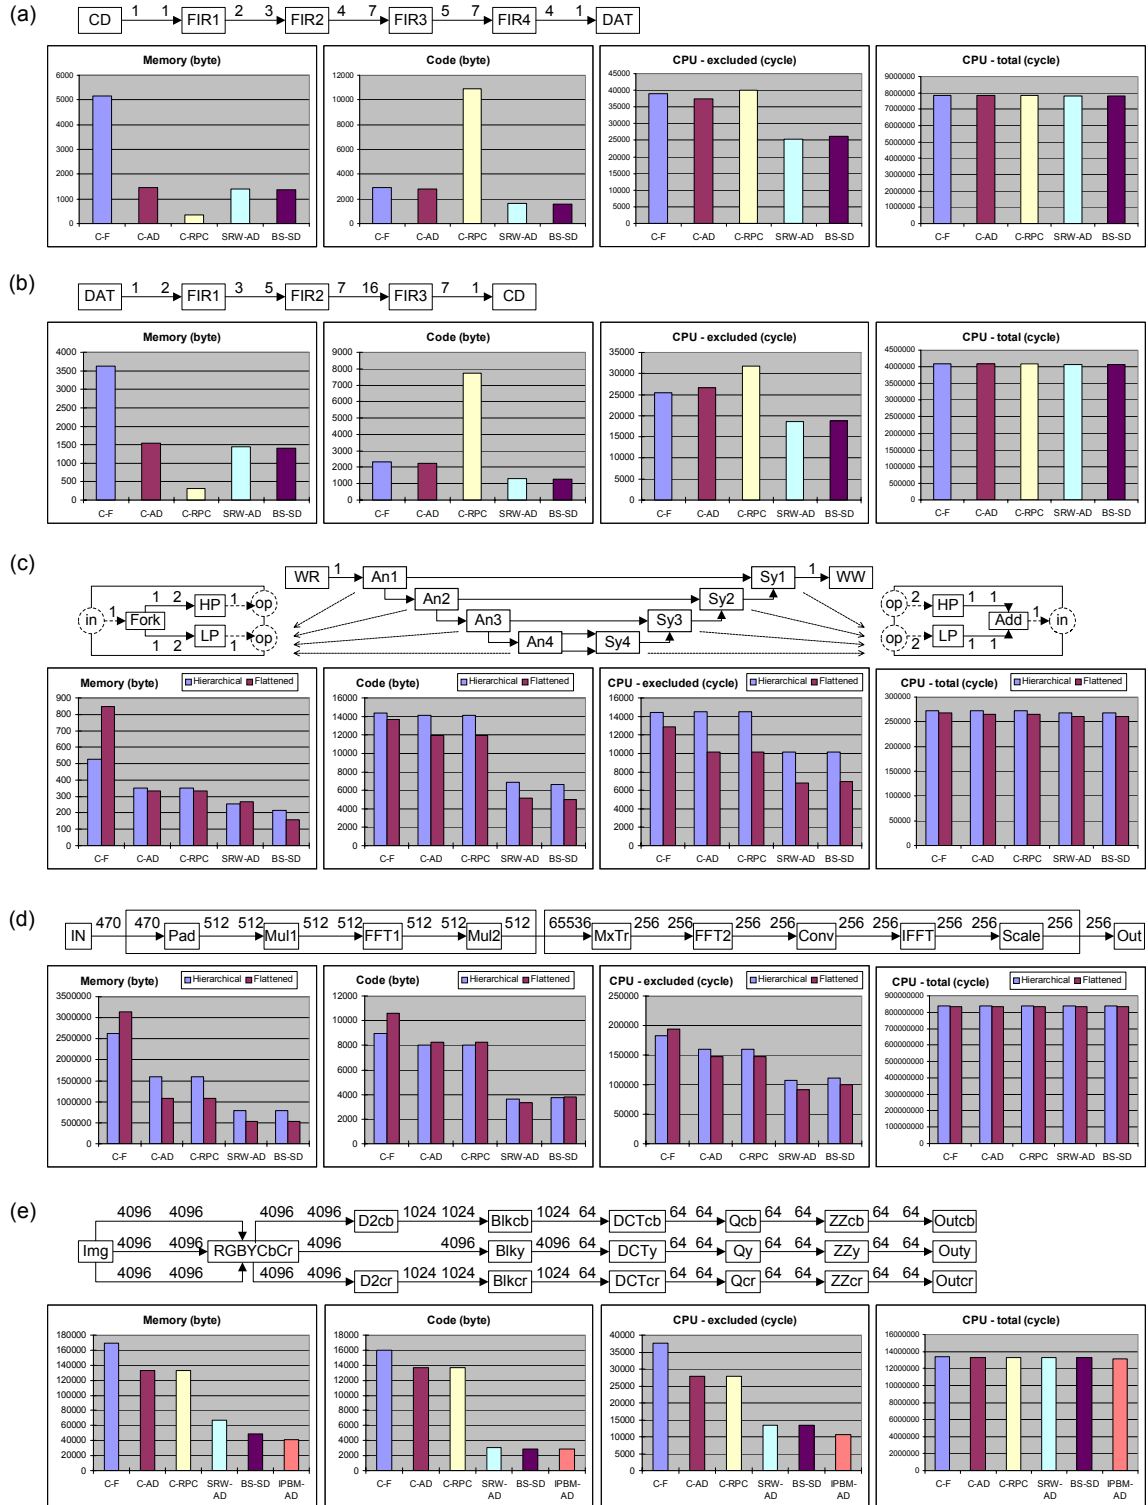 (a)
CD 1 1 FIR1 2 3 FIR2 4 7 FIR3 5 7 FIR4 4 1 DAT
Memory (byte)
6000
5000
4000
3000
2000
1000
0
C-F C-AD C-RPC SRW-AD BS-SD
Code (byte)
12000
10000
8000
6000
4000
2000
0
C-F C-AD C-RPC SRW-AD BS-SD
CPU - excluded (cycle)
45000
40000
35000
30000
25000
20000
15000
10000
5000
0
C-F C-AD C-RPC SRW-AD BS-SD
CPU - total (cycle)
9000000
8000000
7000000
6000000
5000000
4000000
3000000
2000000
1000000
0
C-F C-AD C-RPC SRW-AD BS-SD
(b)
DAT 1 2 FIR1 3 5 FIR2 7 16 FIR3 7 1 CD
Memory (byte)
4000
3500
3000
2500
2000
1500
1000
500
0
C-F C-AD C-RPC SRW-AD BS-SD
Code (byte)
9000
8000
7000
6000
5000
4000
3000
2000
1000
0
C-F C-AD C-RPC SRW-AD BS-SD
CPU - excluded (cycle)
35000
30000
25000
20000
15000
10000
5000
0
C-F C-AD C-RPC SRW-AD BS-SD
CPU - total (cycle)
4500000
4000000
3500000
3000000
2500000
2000000
1500000
1000000
500000
0
C-F C-AD C-RPC SRW-AD BS-SD
(c)
WR 1 An1 Sy1 1 WW
An2 Sy2
An3 Sy3
An4 Sy4
in 1 Fork 1 2 HP 1 op
1 2 LP 1 op
op 2 HP 1 1 Add 1 in
op 2 LP 1 1
Memory (byte)
Hierarchical Flattened
900
800
700
600
500
400
300
200
100
0
C-F C-AD C-RPC SRW-AD BS-SD
Code (byte)
Hierarchical Flattened
16000
14000
12000
10000
8000
6000
4000
2000
0
C-F C-AD C-RPC SRW-AD BS-SD
CPU - execluded (cycle)
Hierarchical Flattened
16000
14000
12000
10000
8000
6000
4000
2000
0
C-F C-AD C-RPC SRW-AD BS-SD
CPU - total (cycle)
Hierarchical Flattened
300000
250000
200000
150000
100000
50000
0
C-F C-AD C-RPC SRW-AD BS-SD
(d)
IN 470 470 Pad 512 512 Mul1 512 512 FFT1 512 512 Mul2 512 65536 MxTr 256 256 FFT2 256 256 Conv 256 256 IFFT 256 256 Scale 256 256 Out
Memory (byte)
Hierarchical Flattened
3500000
3000000
2500000
2000000
1500000
1000000
500000
0
C-F C-AD C-RPC SRW-AD BS-SD
Code (byte)
Hierarchical Flattened
12000
10000
8000
6000
4000
2000
0
C-F C-AD C-RPC SRW-AD BS-SD
CPU - excluded (cycle)
Hierarchical Flattened
250000
200000
150000
100000
50000
0
C-F C-AD C-RPC SRW-AD BS-SD
CPU - total (cycle)
Hierarchical Flattened
900000000
800000000
700000000
600000000
500000000
400000000
300000000
200000000
100000000
0
C-F C-AD C-RPC SRW-AD BS-SD
(e)
4096 4096 4096 4096 D2cb 1024 1024 Blkcb 1024 64 DCTcb 64 64 Qcb 64 64 ZZcb 64 64 Outcb
Img 4096 4096 RGBYCbCr 4096 4096 Blky 4096 64 DCTy 64 64 Qy 64 64 ZZy 64 64 Outy
4096 4096 4096 4096 D2cr 1024 1024 Blkcr 1024 64 DCTcr 64 64 Qcr 64 64 ZZcr 64 64 Outcr
Memory (byte)
180000
160000
140000
120000
100000
80000
60000
40000
20000
0
C-F C-AD C-RPC SRW-AD BS-SD IPBM-AD
Code (byte)
18000
16000
14000
12000
10000
8000
6000
4000
2000
0
C-F C-AD C-RPC SRW-AD BS-SD IPBM-AD
CPU - excluded (cycle)
40000
35000
30000
25000
20000
15000
10000
5000
0
C-F C-AD C-RPC SRW-AD BS-SD IPBM-AD
CPU - total (cycle)
16000000
14000000
12000000
10000000
8000000
6000000
4000000
2000000
0
C-F C-AD C-RPC SRW-AD BS-SD IPBM-AD